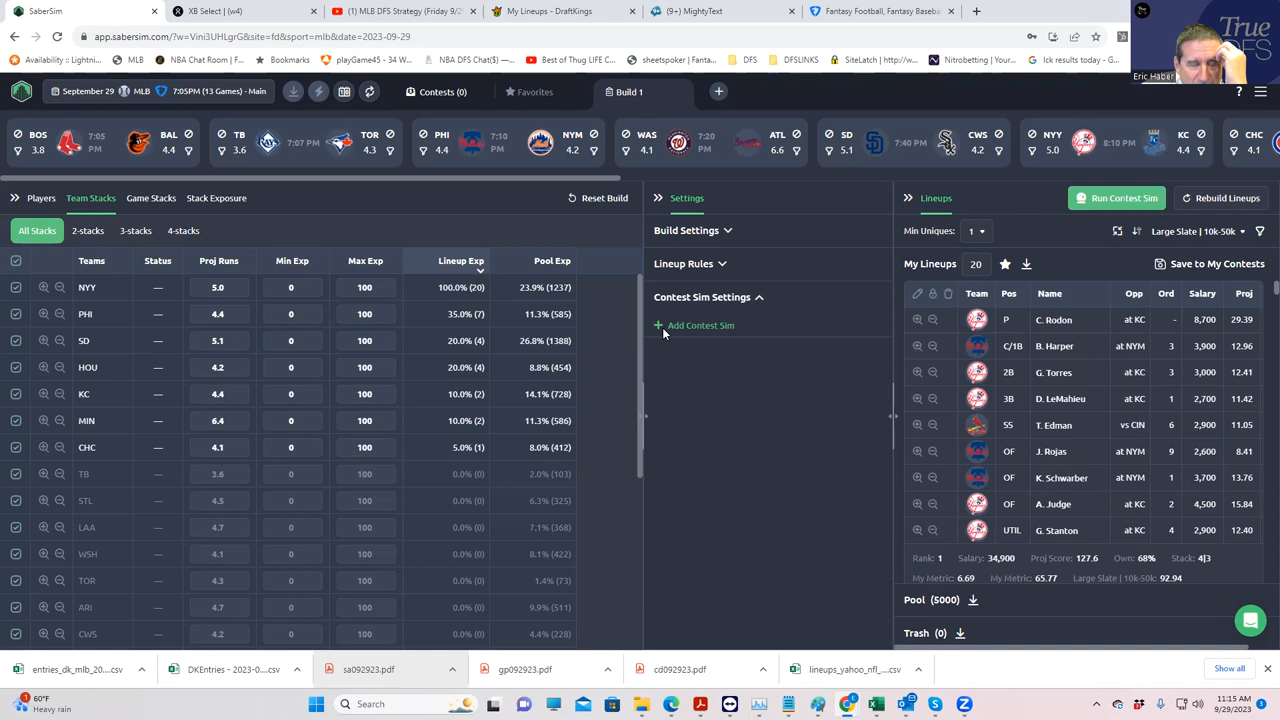 SaberSim
XB Select (w4)
(1) MLB DFS Strategy (Friday 9/2
My Lineups - DraftKings
(9+) MightyText
Fantasy Football, Fantasy Baseba
True
DFS
Eric Haber
app.sabersim.com/?w=Vini3UHLgrG&site=fd&sport=mlb&date=2023-09-29
Availability :: Lightnin...
MLB
NBA Chat Room | F...
Bookmarks
playGame45 - 34 W...
NBA DFS Chat($) —...
Best of Thug LIFE C...
sheetspoker | Fanta...
DFS
DFSLINKS
SiteLatch | http://w...
Nitrobetting | Your...
Ick results today - G...
September 29
MLB
7:05PM (13 Games) - Main
Contests (0)
Favorites
Build 1
BOS 3.8 7:05 PM BAL 4.4
TB 3.6 7:07 PM TOR 4.3
PHI 4.4 7:10 PM NYM 4.2
WAS 4.1 7:20 PM ATL 6.6
SD 5.1 7:40 PM CWS 4.2
NYY 5.0 8:10 PM KC 4.4
CHC 4.1
Players Team Stacks Game Stacks Stack Exposure Reset Build
All Stacks 2-stacks 3-stacks 4-stacks
Teams Status Proj Runs Min Exp Max Exp Lineup Exp Pool Exp
NYY — 5.0 0 100 100.0% (20) 23.9% (1237)
PHI — 4.4 0 100 35.0% (7) 11.3% (585)
SD — 5.1 0 100 20.0% (4) 26.8% (1388)
HOU — 4.2 0 100 20.0% (4) 8.8% (454)
KC — 4.4 0 100 10.0% (2) 14.1% (728)
MIN — 6.4 0 100 10.0% (2) 11.3% (586)
CHC — 4.1 0 100 5.0% (1) 8.0% (412)
TB — 3.6 0 100 0.0% (0) 2.0% (103)
STL — 4.5 0 100 0.0% (0) 6.3% (325)
LAA — 4.7 0 100 0.0% (0) 7.1% (368)
WSH — 4.1 0 100 0.0% (0) 8.1% (422)
TOR — 4.3 0 100 0.0% (0) 1.4% (73)
ARI — 4.7 0 100 0.0% (0) 9.9% (511)
CWS — 4.2 0 100 0.0% (0) 4.4% (228)
Settings
Build Settings
Lineup Rules
Contest Sim Settings
+ Add Contest Sim
Lineups Run Contest Sim Rebuild Lineups
Min Uniques: 1 Large Slate | 10k-50k
My Lineups 20 Save to My Contests
Team Pos Name Opp Ord Salary Proj
P C. Rodon at KC - 8,700 29.39
C/1B B. Harper at NYM 3 3,900 12.96
2B G. Torres at KC 3 3,000 12.41
3B D. LeMahieu at KC 1 2,700 11.42
SS T. Edman vs CIN 6 2,900 11.05
OF J. Rojas at NYM 9 2,600 8.41
OF K. Schwarber at NYM 1 3,700 13.76
OF A. Judge at KC 2 4,500 15.84
UTIL G. Stanton at KC 4 2,900 12.40
Rank: 1 Salary: 34,900 Proj Score: 127.6 Own: 68% Stack: 4|3
My Metric: 6.69 My Metric: 65.77 Large Slate | 10k-50k: 92.94
Pool (5000)
Trash (0)
entries_dk_mlb_20....csv
DKEntries - 2023-0....csv
sa092923.pdf
gp092523.pdf
cd092923.pdf
lineups_yahoo_nfl_....csv
Show all
60°F
Heavy rain
Search
11:15 AM
9/29/2023